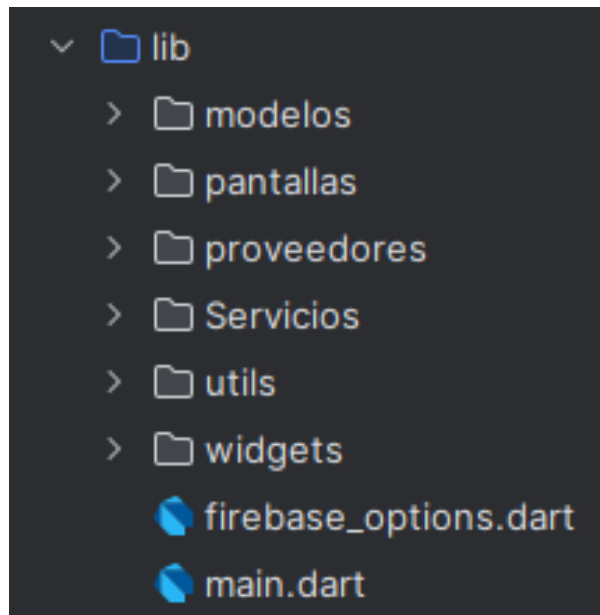 lib
modelos
pantallas
proveedores
Servicios
utils
widgets
firebase_options.dart
main.dart